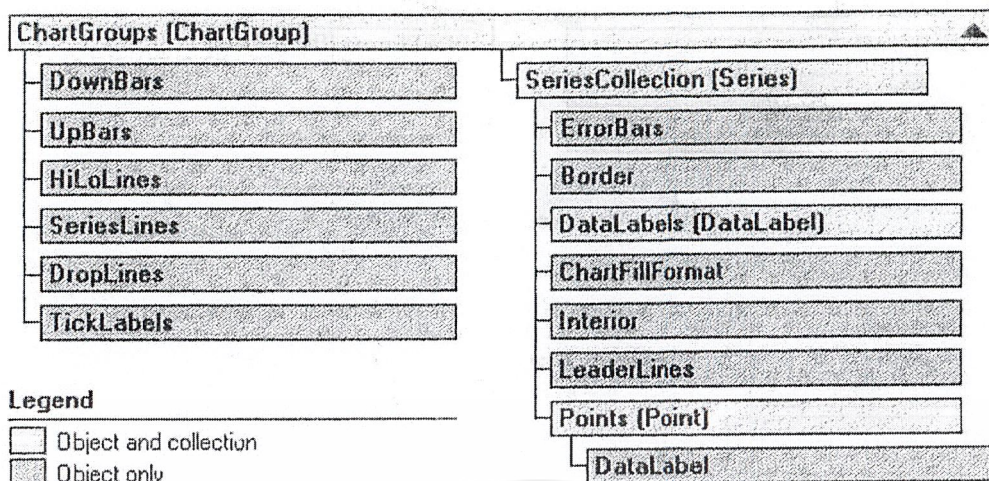 ChartGroups (ChartGroup)
DownBars
UpBars
HiLoLines
SeriesLines
DropLines
TickLabels
SeriesCollection (Series)
ErrorBars
Border
DataLabels (DataLabel)
ChartFillFormat
Interior
LeaderLines
Points (Point)
DataLabel
Legend
Object and collection
Object only